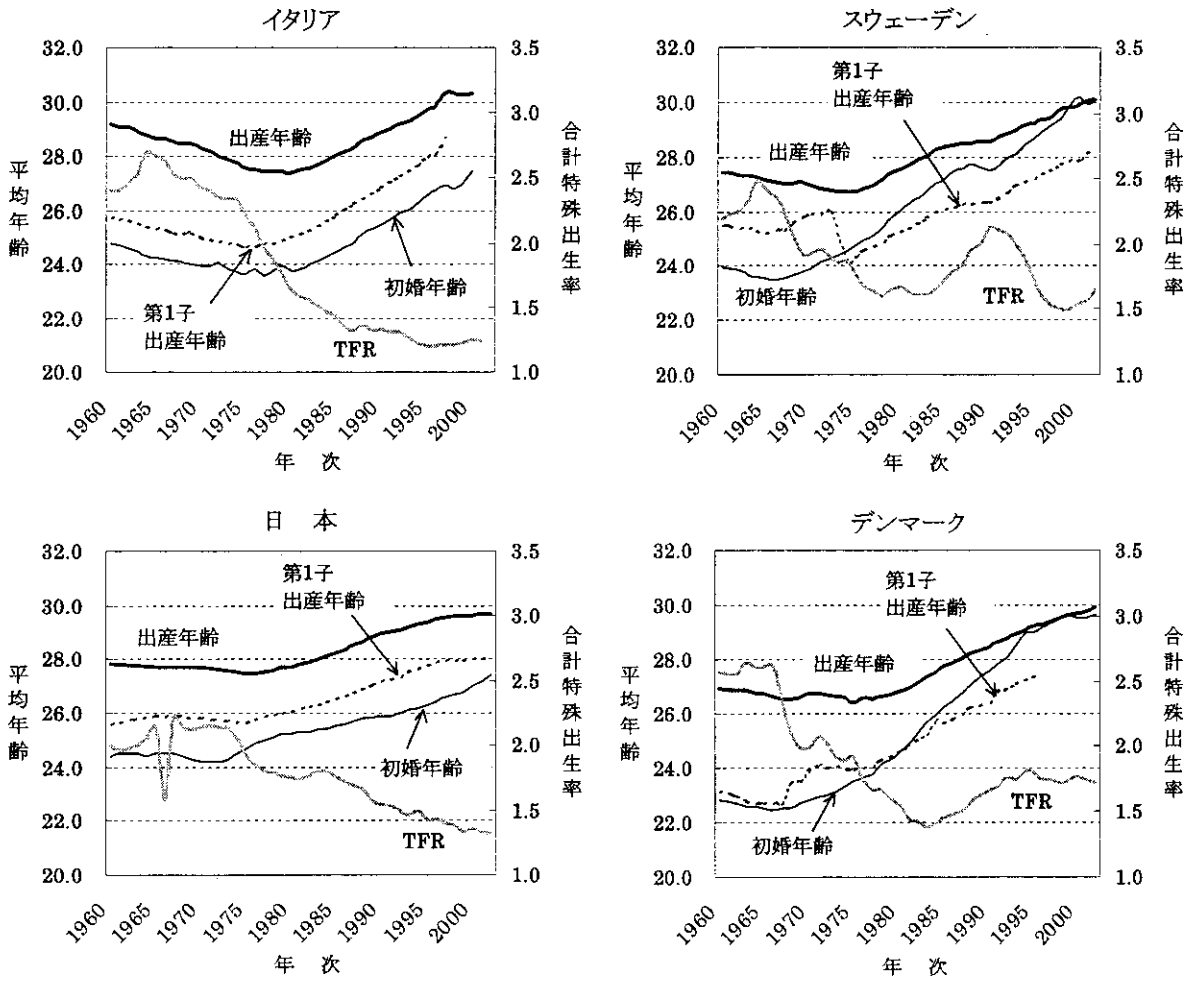 イタリア
32.0
30.0
28.0
26.0
24.0
22.0
20.0
平均年齢
3.5
3.0
2.5
2.0
1.5
1.0
合計特殊出生率
出産年齢
初婚年齢
第1子
出産年齢
TFR
1960
1965
1970
1975
1980
1985
1990
1995
2000
年 次
スウェーデン
32.0
30.0
28.0
26.0
24.0
22.0
20.0
平均年齢
3.5
3.0
2.5
2.0
1.5
1.0
合計特殊出生率
第1子
出産年齢
出産年齢
初婚年齢
TFR
1960
1965
1970
1975
1980
1985
1990
1995
2000
年 次
日 本
32.0
30.0
28.0
26.0
24.0
22.0
20.0
平均年齢
3.5
3.0
2.5
2.0
1.5
1.0
合計特殊出生率
第1子
出産年齢
出産年齢
初婚年齢
TFR
1960
1965
1970
1975
1980
1985
1990
1995
2000
年 次
デンマーク
32.0
30.0
28.0
26.0
24.0
22.0
20.0
平均年齢
3.5
3.0
2.5
2.0
1.5
1.0
合計特殊出生率
第1子
出産年齢
出産年齢
TFR
初婚年齢
1960
1965
1970
1975
1980
1985
1990
1995
2000
年 次